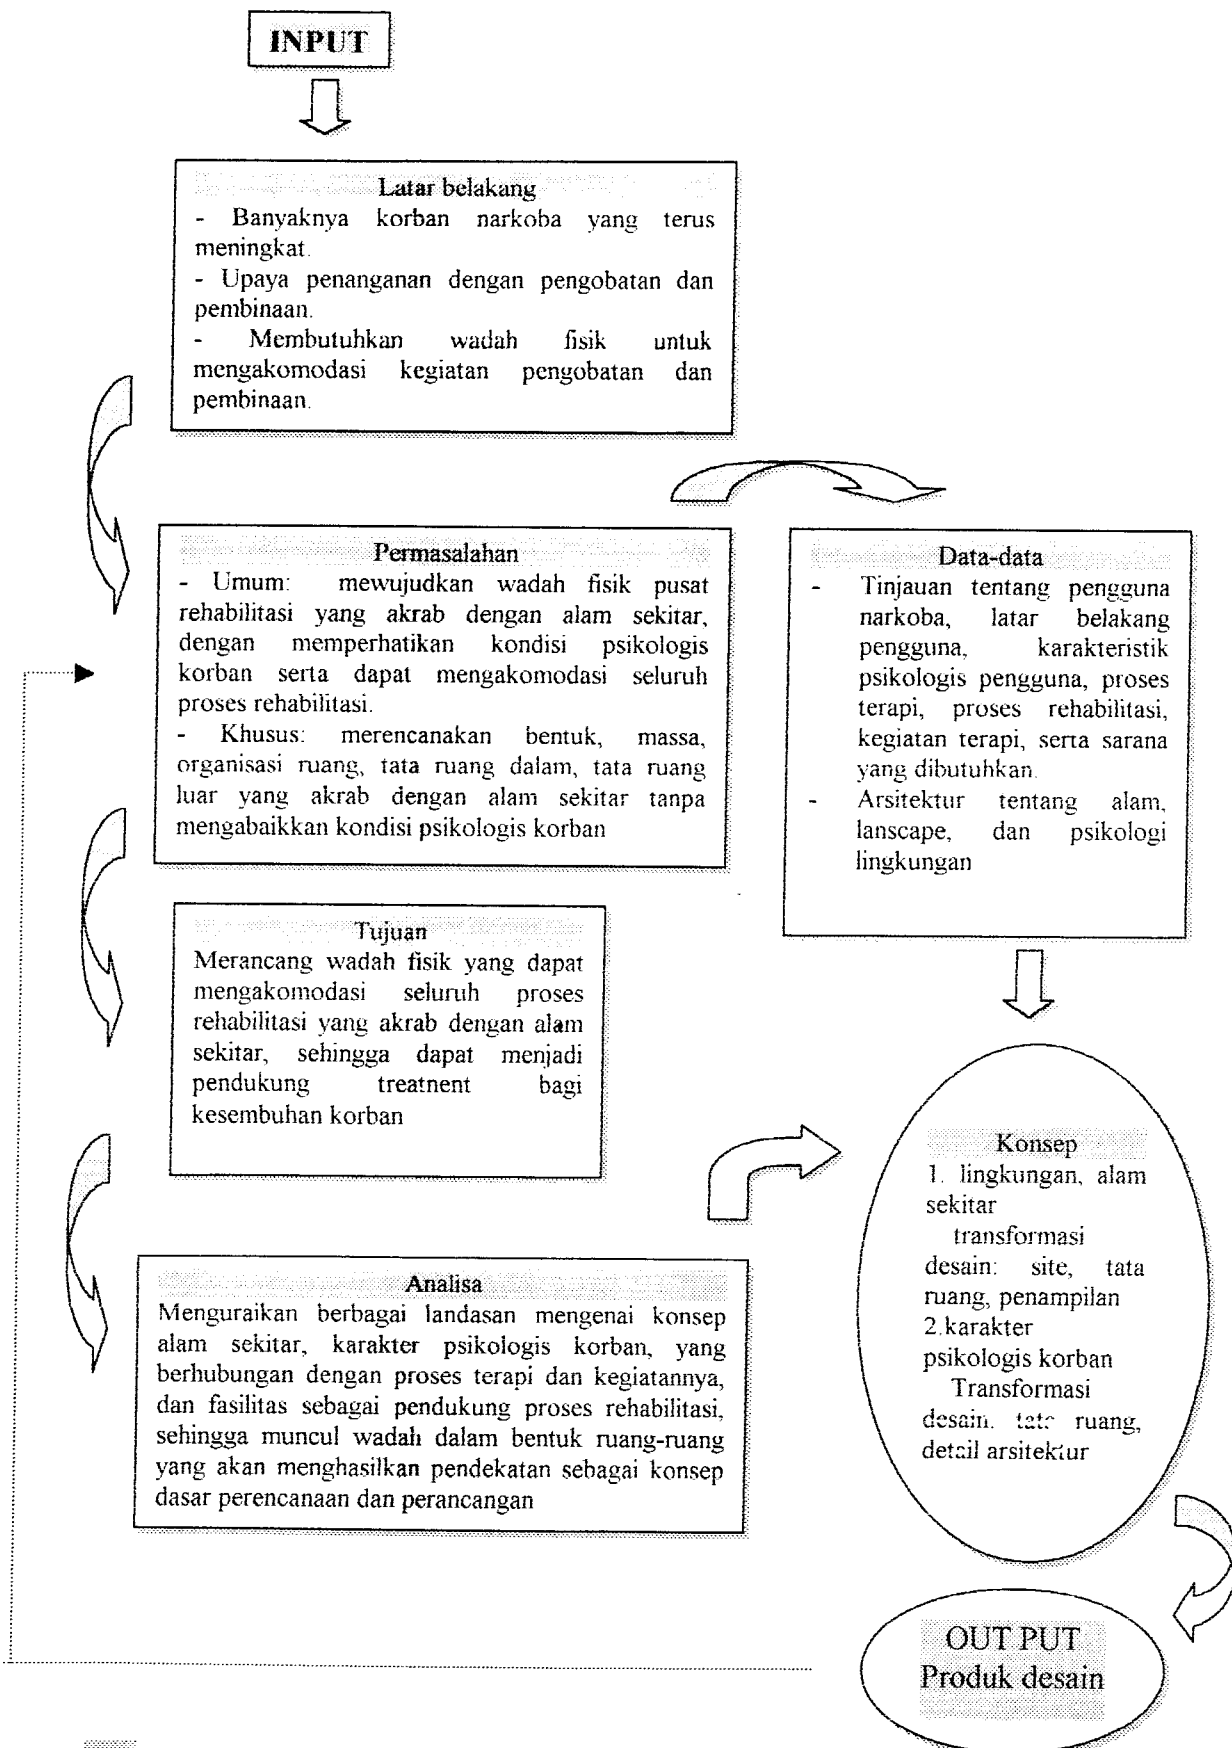 INPUT
Latar belakang
- Banyaknya korban narkoba yang terus
meningkat.
- Upaya penanganan dengan pengobatan dan
pembinaan.
- Membutuhkan wadah fisik untuk
mengakomodasi kegiatan pengobatan dan
pembinaan.
Permasalahan
- Umum: mewujudkan wadah fisik pusat
rehabilitasi yang akrab dengan alam sekitar,
dengan memperhatikan kondisi psikologis
korban serta dapat mengakomodasi seluruh
proses rehabilitasi.
- Khusus: merencanakan bentuk, massa,
organisasi ruang, tata ruang dalam, tata ruang
luar yang akrab dengan alam sekitar tanpa
mengabaikkan kondisi psikologis korban
Data-data
- Tinjauan tentang pengguna
narkoba, latar belakang
pengguna, karakteristik
psikologis pengguna, proses
terapi, proses rehabilitasi,
kegiatan terapi, serta sarana
yang dibutuhkan.
- Arsitektur tentang alam,
lanscape, dan psikologi
lingkungan
Tujuan
Merancang wadah fisik yang dapat
mengakomodasi seluruh proses
rehabilitasi yang akrab dengan alam
sekitar, sehingga dapat menjadi
pendukung treatnent bagi
kesembuhan korban
Analisa
Menguraikan berbagai landasan mengenai konsep
alam sekitar, karakter psikologis korban, yang
berhubungan dengan proses terapi dan kegiatannya,
dan fasilitas sebagai pendukung proses rehabilitasi,
sehingga muncul wadah dalam bentuk ruang-ruang
yang akan menghasilkan pendekatan sebagai konsep
dasar perencanaan dan perancangan
Konsep
1. lingkungan, alam
sekitar
transformasi
desain: site, tata
ruang, penampilan
2.karakter
psikologis korban
Transformasi
desain. tata ruang,
detail arsitektur
OUT PUT
Produk desain